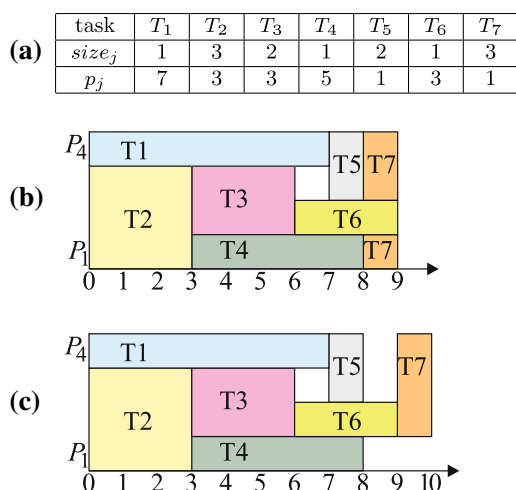 (a) task T₁ T₂ T₃ T₄ T₅ T₆ T₇
size_j 1 3 2 1 2 1 3
p_j 7 3 3 5 1 3 1
(b)
P₄ T1 T5 T7
T2 T3 T6
P₁ T4 T7
0 1 2 3 4 5 6 7 8 9
(c)
P₄ T1 T5 T7
T2 T3 T6
P₁ T4
0 1 2 3 4 5 6 7 8 9 10